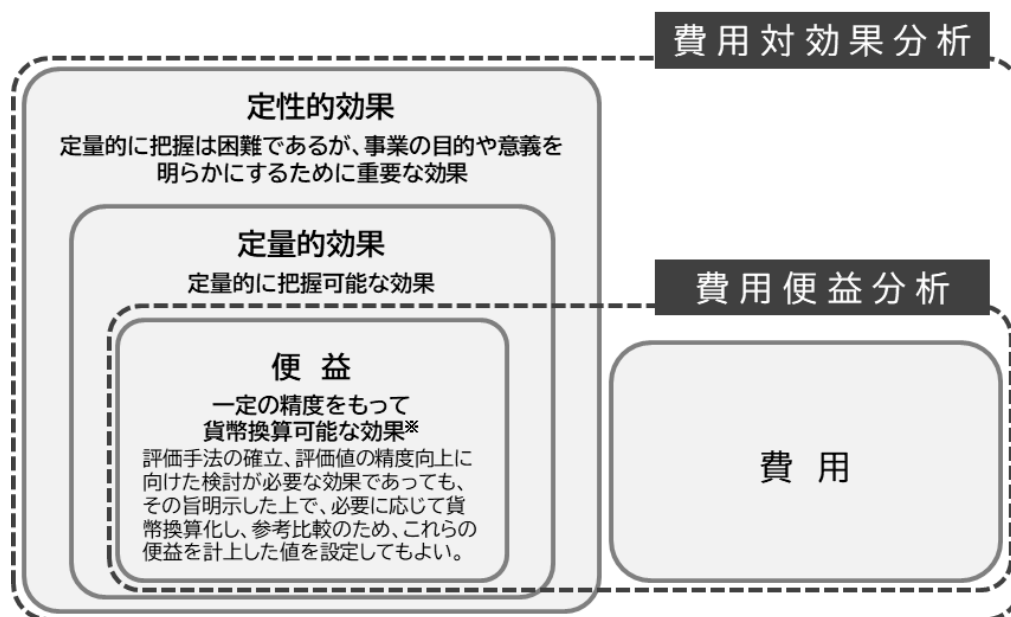 費用対効果分析
定性的効果
定量的に把握は困難であるが、事業の目的や意義を
明らかにするために重要な効果
定量的効果
定量的に把握可能な効果
費用便益分析
便益
一定の精度をもって
貨幣換算可能な効果※
評価手法の確立、評価値の精度向上に
向けた検討が必要な効果であっても、
その旨明示した上で、必要に応じて貨
幣換算化し、参考比較のため、これらの
便益を計上した値を設定してもよい。
費用